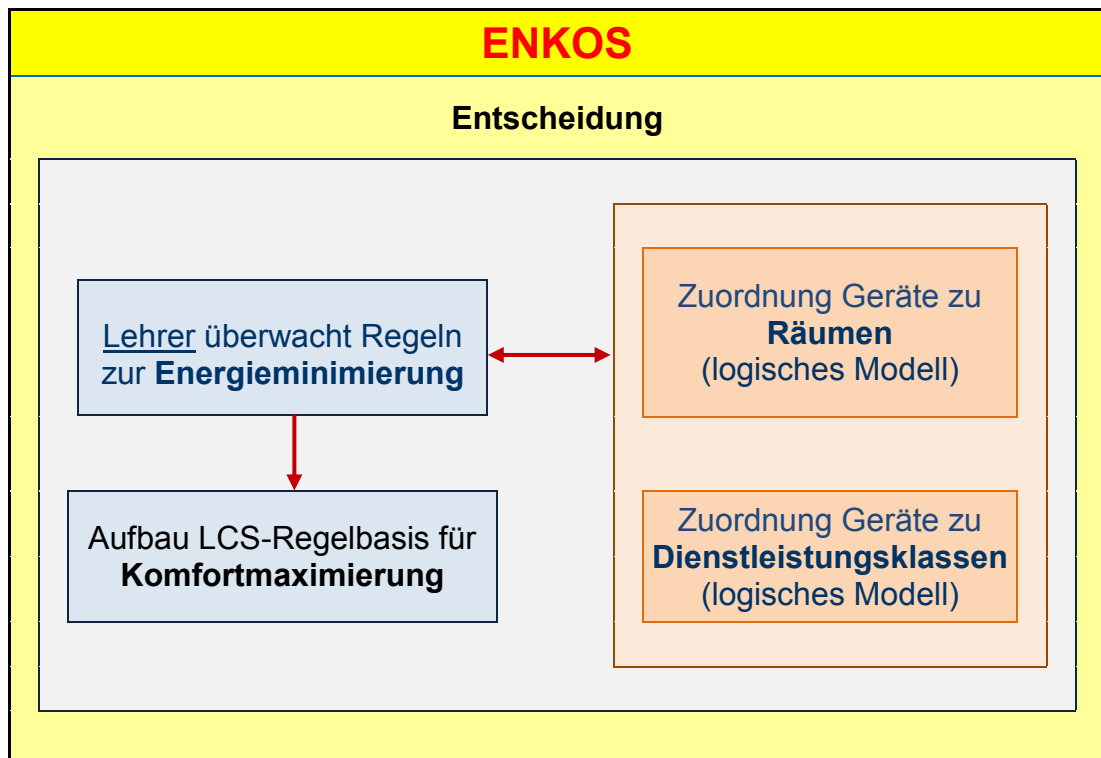 ENKOS
Entscheidung
Lehrer überwacht Regeln
zur Energieminimierung
Aufbau LCS-Regelbasis für
Komfortmaximierung
Zuordnung Geräte zu
Räumen
(logisches Modell)
Zuordnung Geräte zu
Dienstleistungsklassen
(logisches Modell)